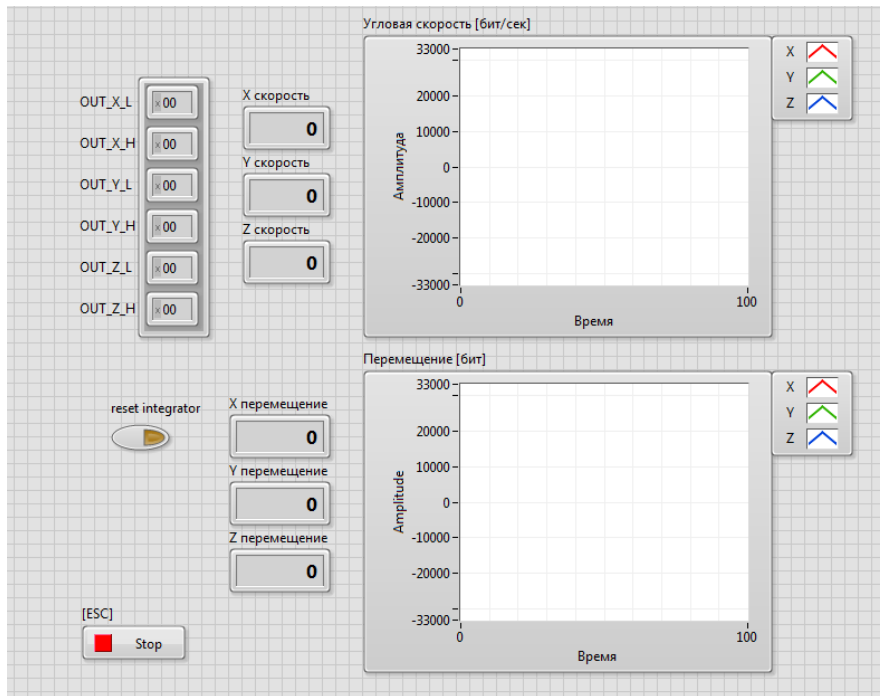 Угловая скорость [бит/сек]
33000
20000
10000
0
-10000
-20000
-33000
Амплитуда
0
100
Время
X
Y
Z
OUT_X_L
x00
OUT_X_H
x00
OUT_Y_L
x00
OUT_Y_H
x00
OUT_Z_L
x00
OUT_Z_H
x00
X скорость
0
Y скорость
0
Z скорость
0
Перемещение [бит]
33000
20000
10000
0
-10000
-20000
-33000
Amplitude
0
100
Время
X
Y
Z
reset integrator
X перемещение
0
Y перемещение
0
Z перемещение
0
[ESC]
Stop